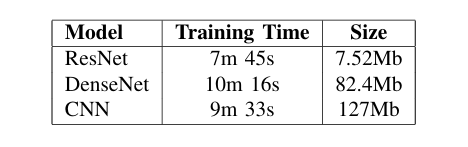 Model Training Time Size
ResNet 7m 45s 7.52Mb
DenseNet 10m 16s 82.4Mb
CNN 9m 33s 127Mb